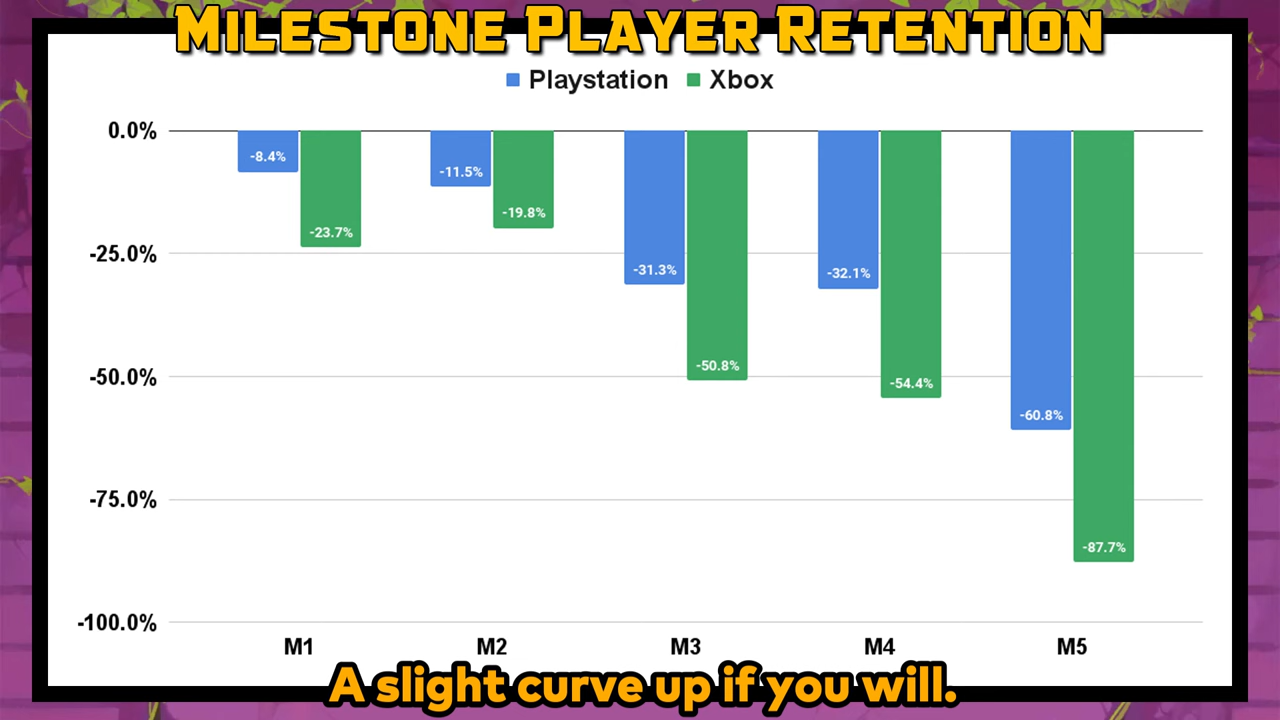 MILESTONE PLAYER RETENTION
Playstation Xbox
0.0%
-8.4% -23.7% -11.5% -19.8% -31.3% -50.8% -32.1% -54.4% -60.8% -87.7%
-25.0%
-50.0%
-75.0%
-100.0%
M1 M2 M3 M4 M5
A slight curve up if you will.